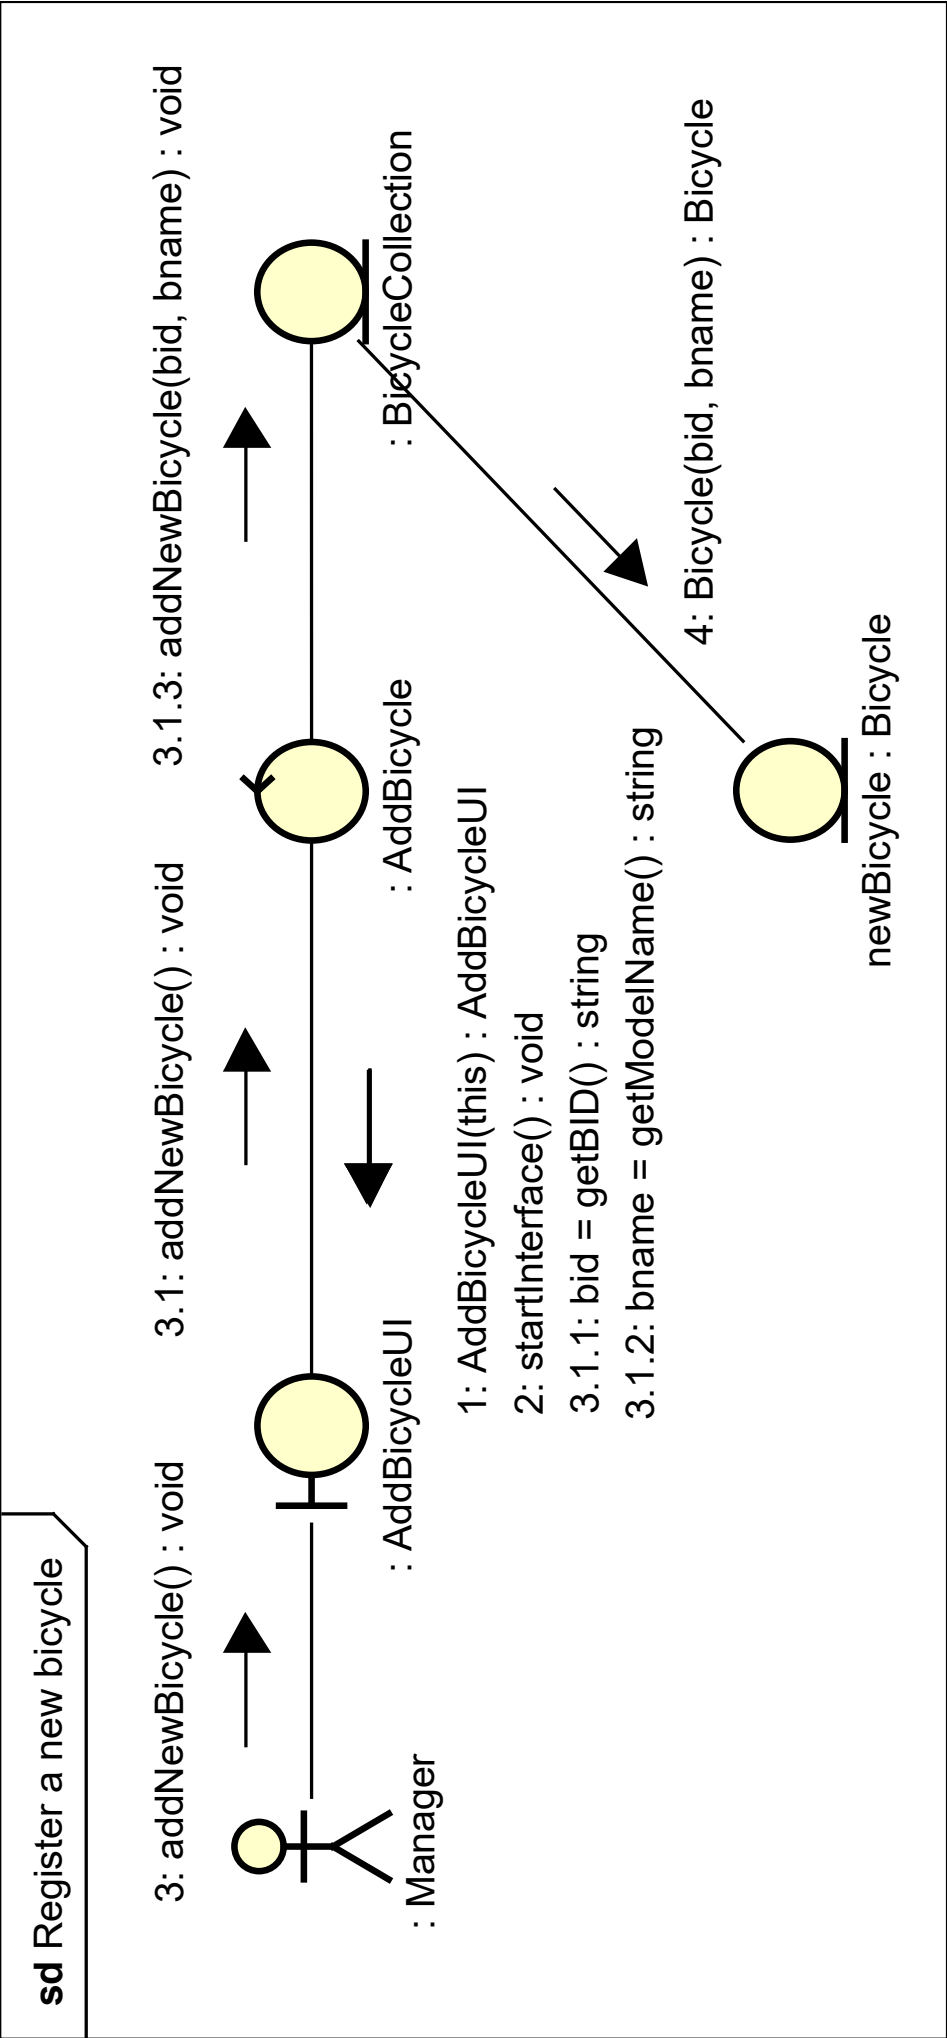 sd Register a new bicycle
3: addNewBicycle() : void
3.1: addNewBicycle() : void
3.1.3: addNewBicycle(bid, bname) : void
: Manager
: AddBicycleUI
: AddBicycle
: BicycleCollection
1: AddBicycleUI(this) : AddBicycleUI
2: startInterface() : void
3.1.1: bid = getBID() : string
3.1.2: bname = getModelName() : string
4: Bicycle(bid, bname) : Bicycle
newBicycle : Bicycle